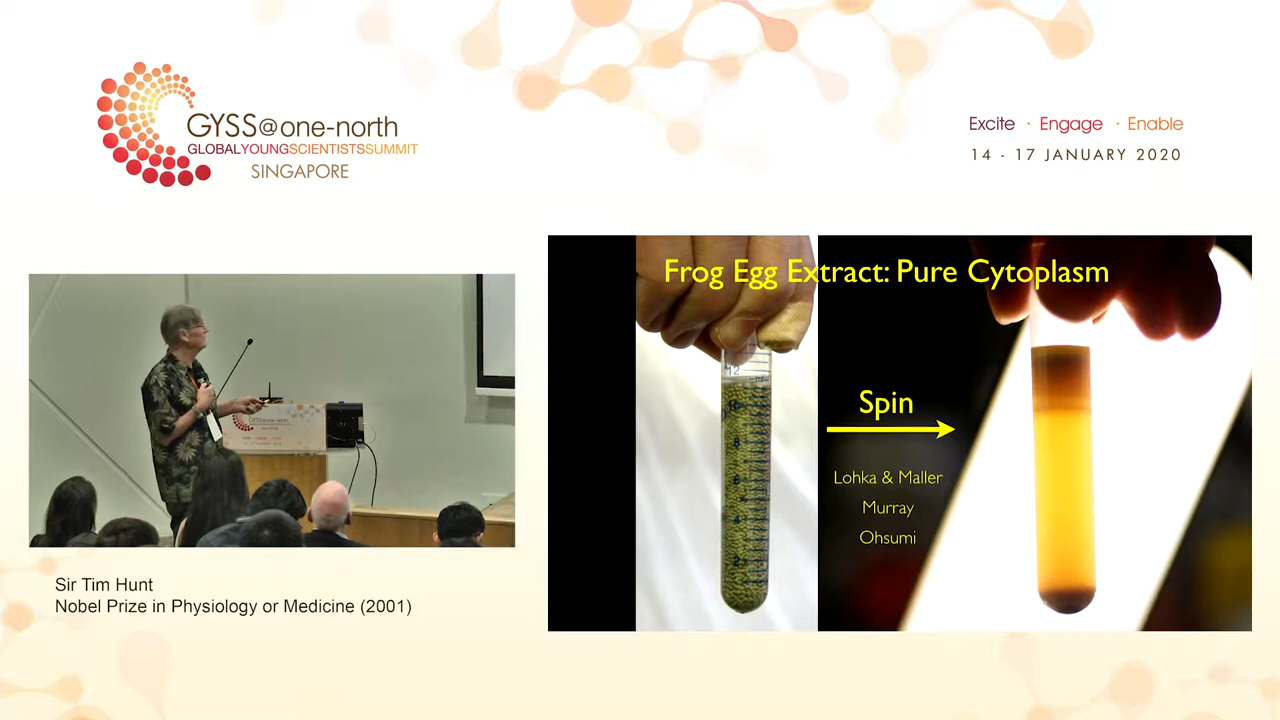 GYSS@one-north
GLOBALYOUNGSCIENTISTSSUMMIT
SINGAPORE
Excite · Engage · Enable
14 - 17 JANUARY 2020
Frog Egg Extract: Pure Cytoplasm
12
Spin
Lohka & Maller
Murray
Ohsumi
Sir Tim Hunt
Nobel Prize in Physiology or Medicine (2001)